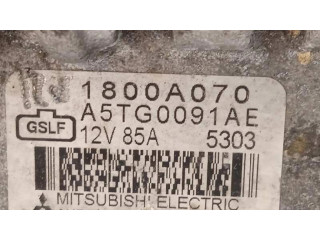 1800A070
A5TG0091AE
GSLF
12V 85A 5303
MITSUBISHI ELECTRIC